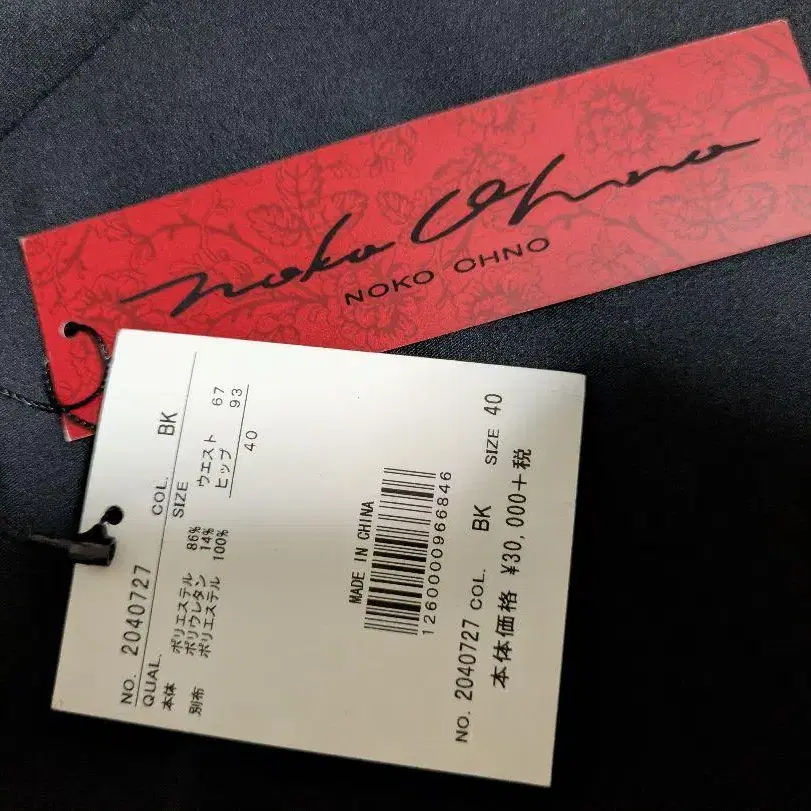 noko Ohno
NOKO OHNO
NO. 2040727 COL. BK
QUAL. SIZE
本体 ポリエステル 86% ウエスト 67
ポリウレタン 14% ヒップ 93
別布 ポリエステル 100% 40
MADE IN CHINA
1260000966846
NO. 2040727 COL. BK SIZE 40
本体価格 ¥30,000+税